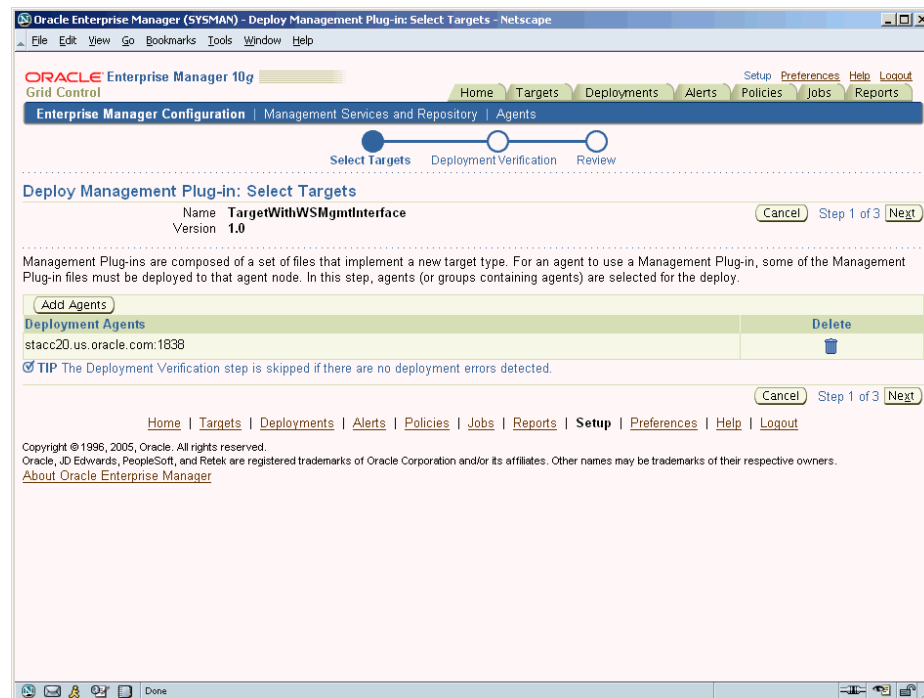 Oracle Enterprise Manager (SYSMAN) - Deploy Management Plug-in: Select Targets - Netscape
File Edit View Go Bookmarks Tools Window Help
ORACLE Enterprise Manager 10g
Grid Control
Setup Preferences Help Logout
Home Targets Deployments Alerts Policies Jobs Reports
Enterprise Manager Configuration | Management Services and Repository | Agents
Select Targets Deployment Verification Review
Deploy Management Plug-in: Select Targets
Name TargetWithWSMgmtInterface
Version 1.0
Cancel Step 1 of 3 Next
Management Plug-ins are composed of a set of files that implement a new target type. For an agent to use a Management Plug-in, some of the Management
Plug-in files must be deployed to that agent node. In this step, agents (or groups containing agents) are selected for the deploy.
Add Agents
Deployment Agents Delete
stacc20.us.oracle.com:1838
TIP The Deployment Verification step is skipped if there are no deployment errors detected.
Cancel Step 1 of 3 Next
Home | Targets | Deployments | Alerts | Policies | Jobs | Reports | Setup | Preferences | Help | Logout
Copyright © 1996, 2005, Oracle. All rights reserved.
Oracle, JD Edwards, PeopleSoft, and Retek are registered trademarks of Oracle Corporation and/or its affiliates. Other names may be trademarks of their respective owners.
About Oracle Enterprise Manager
Done